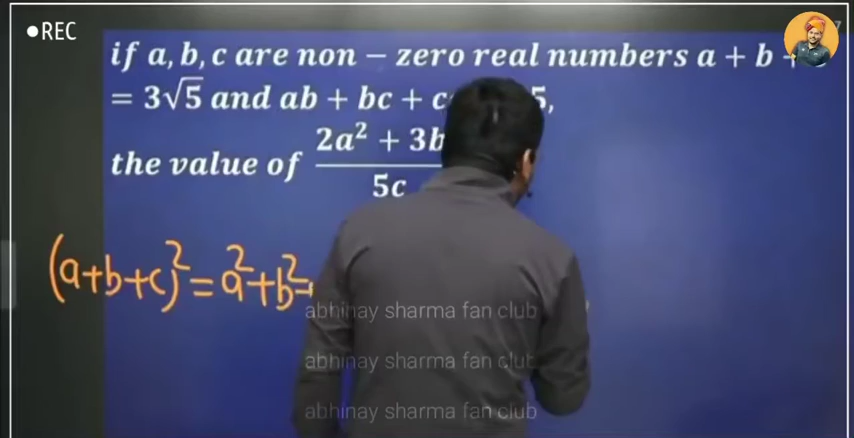 ●REC
if a, b, c are non – zero real numbers a + b +
= 3√5 and ab + bc + c 5,
the value of 2a² + 3b
5c
(a+b+c)² = a² + b² =
abhinay sharma fan club
abhinay sharma fan club
abhinay sharma fan club